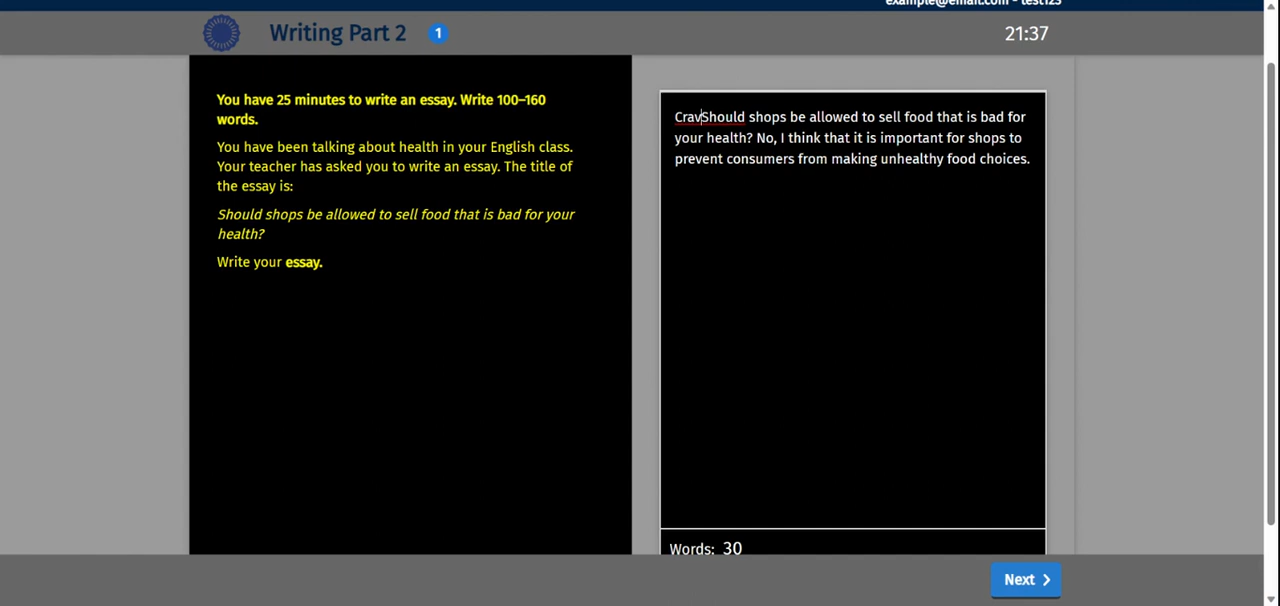 example@email.com - test123
Writing Part 2 1 21:37
You have 25 minutes to write an essay. Write 100–160
words.
You have been talking about health in your English class.
Your teacher has asked you to write an essay. The title of
the essay is:
Should shops be allowed to sell food that is bad for your
health?
Write your essay.
CravShould shops be allowed to sell food that is bad for
your health? No, I think that it is important for shops to
prevent consumers from making unhealthy food choices.
Words: 30
Next